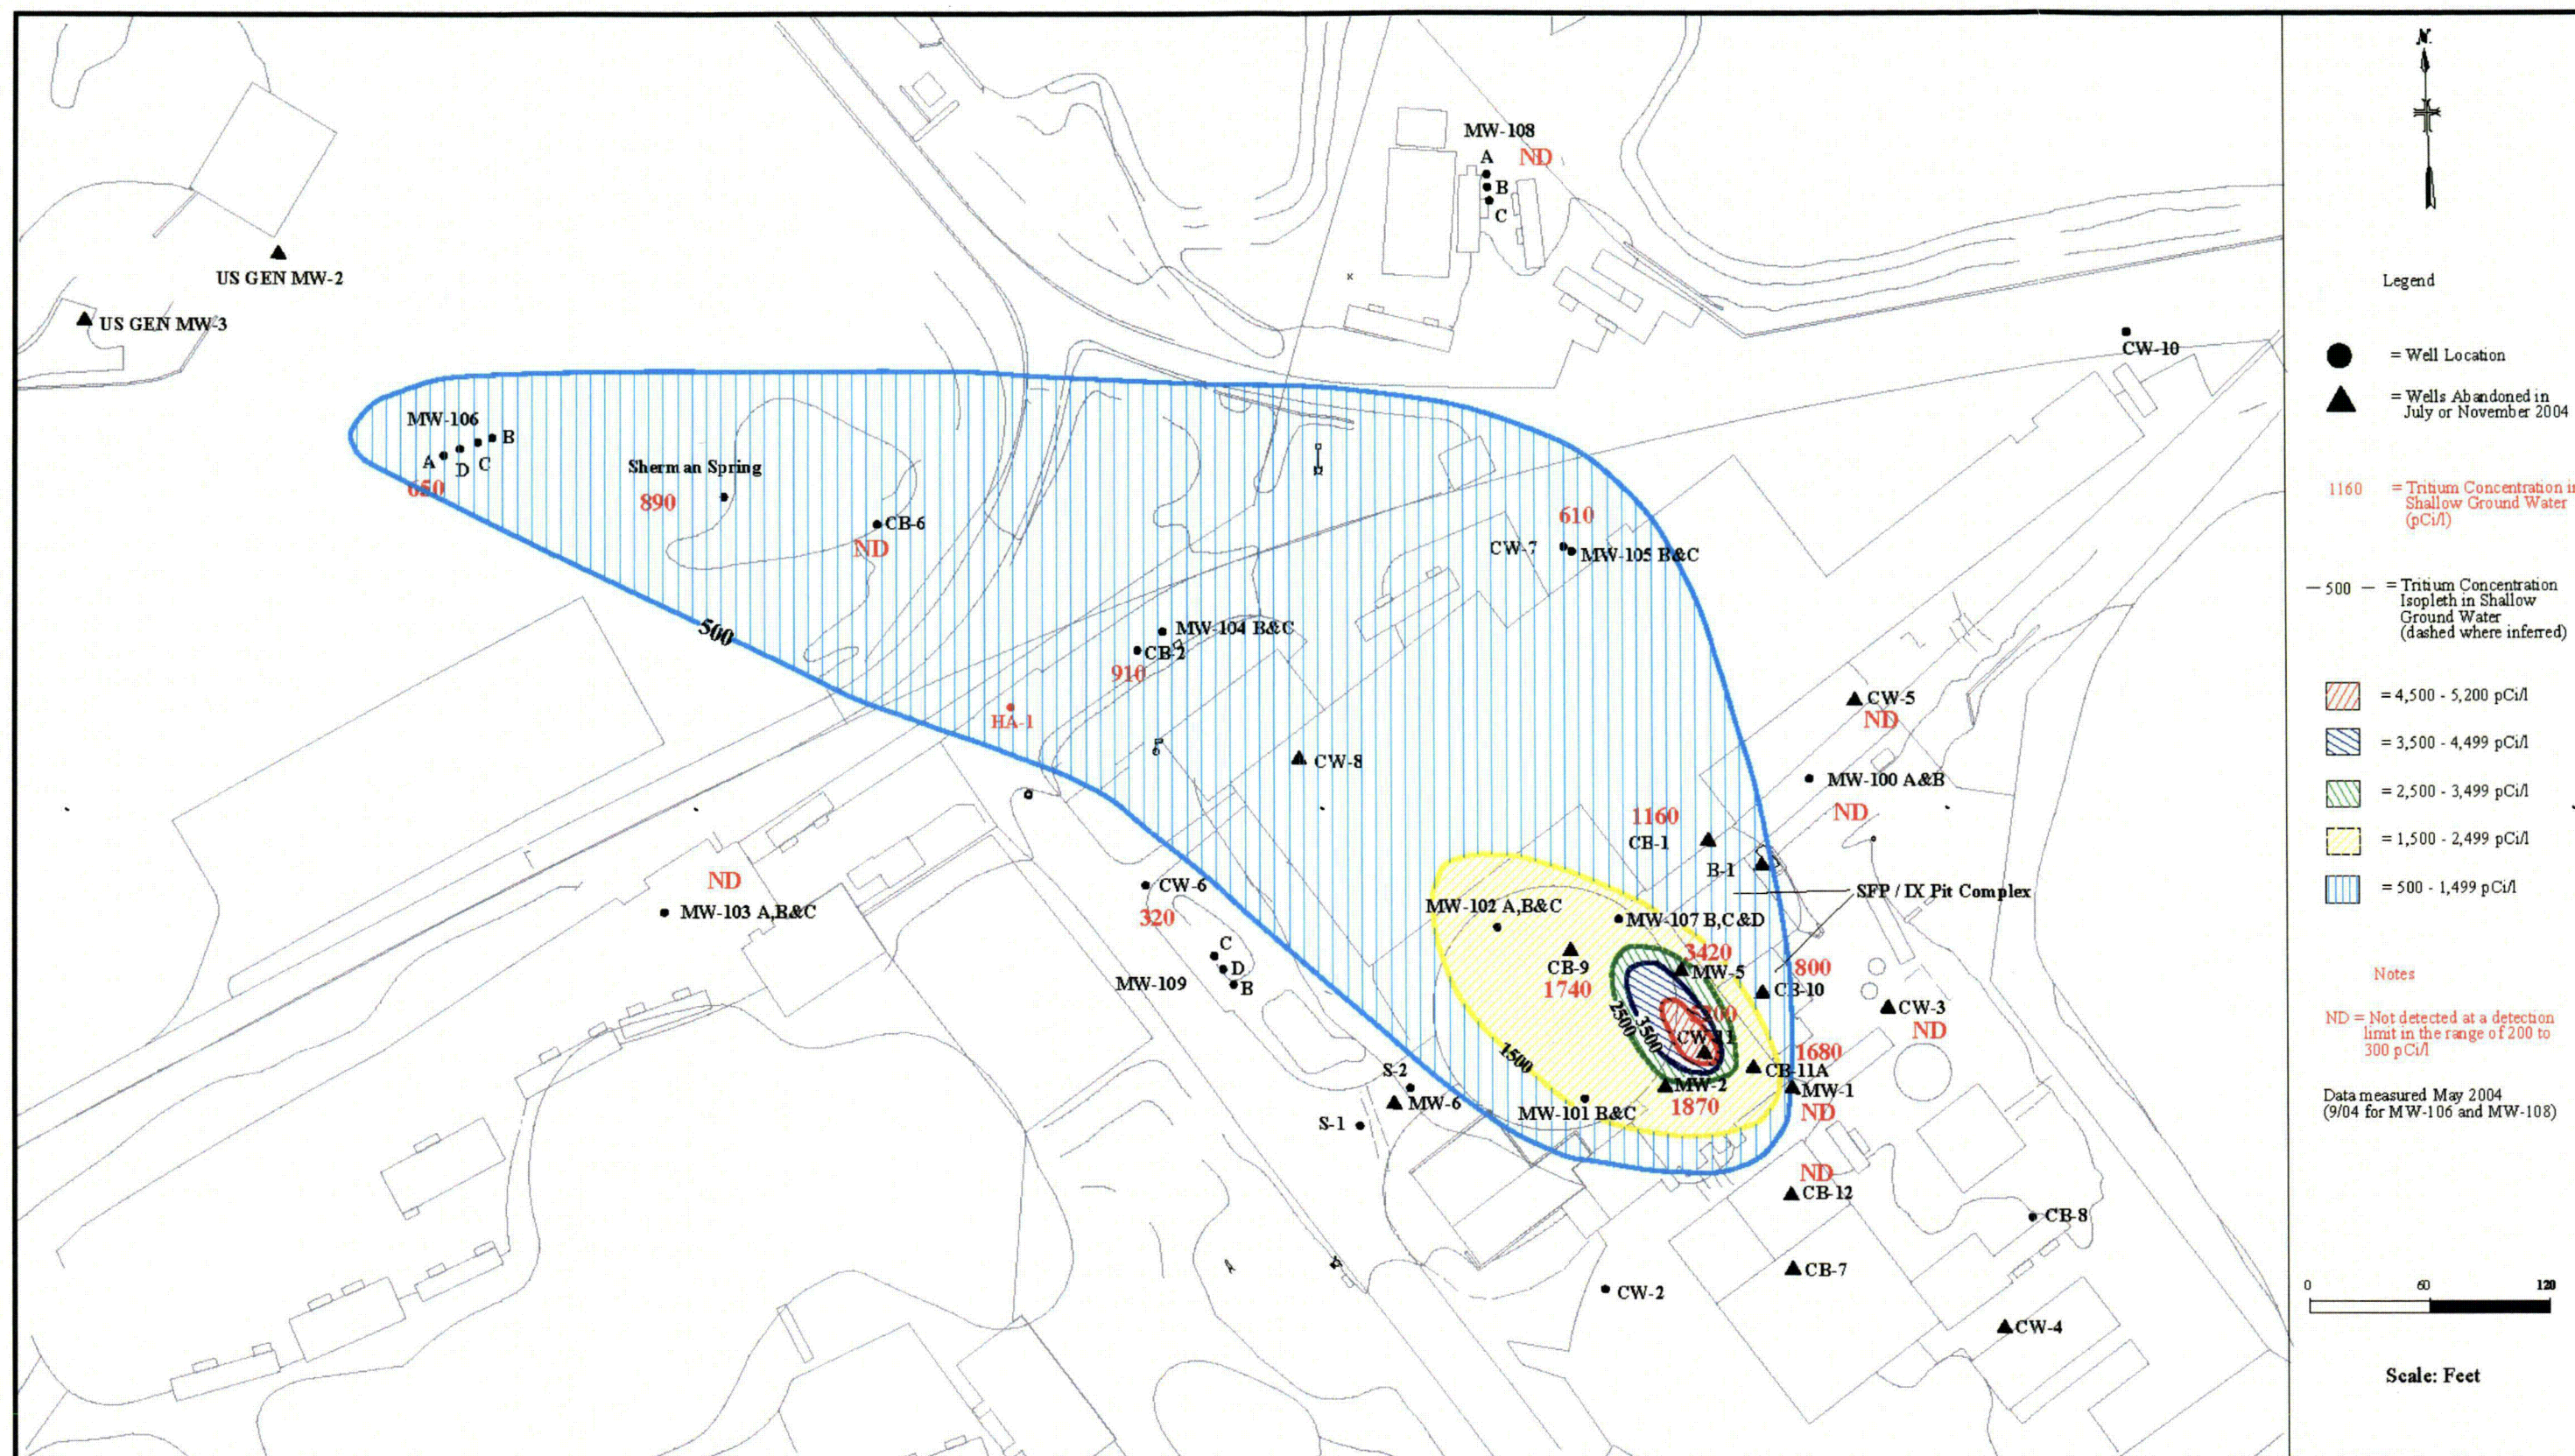 N.
MW-108
A ND
B
C
US GEN MW-2
US GEN MW-3
CW-10
MW-106
B
A D C
650
Sherman Spring
890
CB-6
ND
610
CW-7
MW-105 B&C
500
MW-104 B&C
CB-2
910
HA-1
CW-8
CW-5
ND
MW-100 A&B
ND
1160
CB-1
B-1
SFP / IX Pit Complex
ND
MW-103 A,B&C
CW-6
320
MW-102 A,B&C
MW-107 B,C&D
C
D
B
MW-109
CB-9
1740
3420
MW-5
800
CB-10
CW-3
ND
2500
3500
1500
1680
CB-11A
MW-1
ND
MW-2
1870
MW-101 B&C
S-2
MW-6
S-1
ND
CB-12
CB-8
CB-7
CW-2
CW-4
Legend
= Well Location
= Wells Abandoned in
July or November 2004
1160 = Tritium Concentration
Shallow Ground Water
(pCi/l)
— 500 — = Tritium Concentration
Isopleth in Shallow
Ground Water
(dashed where inferred)
= 4,500 - 5,200 pCi/l
= 3,500 - 4,499 pCi/l
= 2,500 - 3,499 pCi/l
= 1,500 - 2,499 pCi/l
= 500 - 1,499 pCi/l
Notes
ND = Not detected at a detection
limit in the range of 200 to
300 pCi/l
Data measured May 2004
(9/04 for MW-106 and MW-108)
0 60 120
Scale: Feet